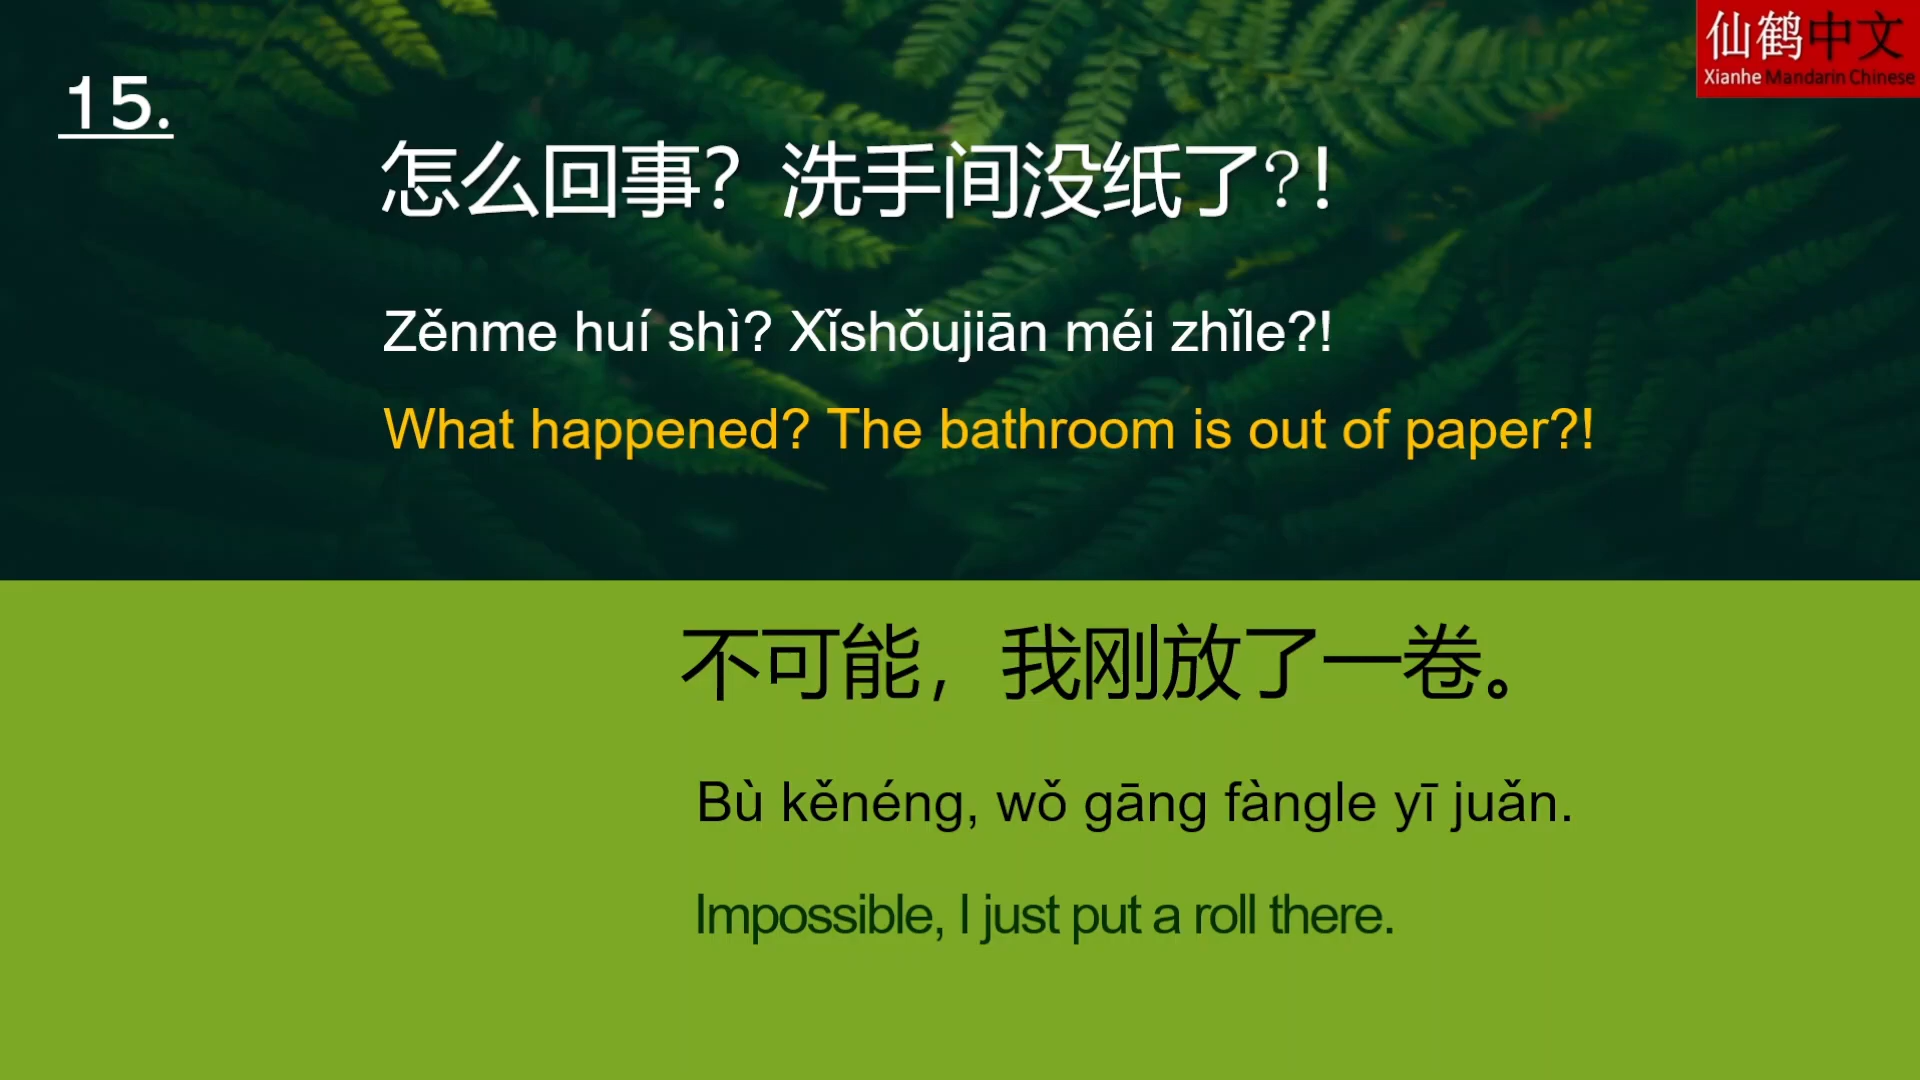 仙鹤中文
Xianhe Mandarin Chinese
15.
怎么回事？洗手间没纸了?！
Zěnme huí shì? Xǐshǒujiān méi zhǐle?!
What happened? The bathroom is out of paper?!
不可能，我刚放了一卷。
Bù kěnéng, wǒ gāng fàngle yī juǎn.
Impossible, I just put a roll there.